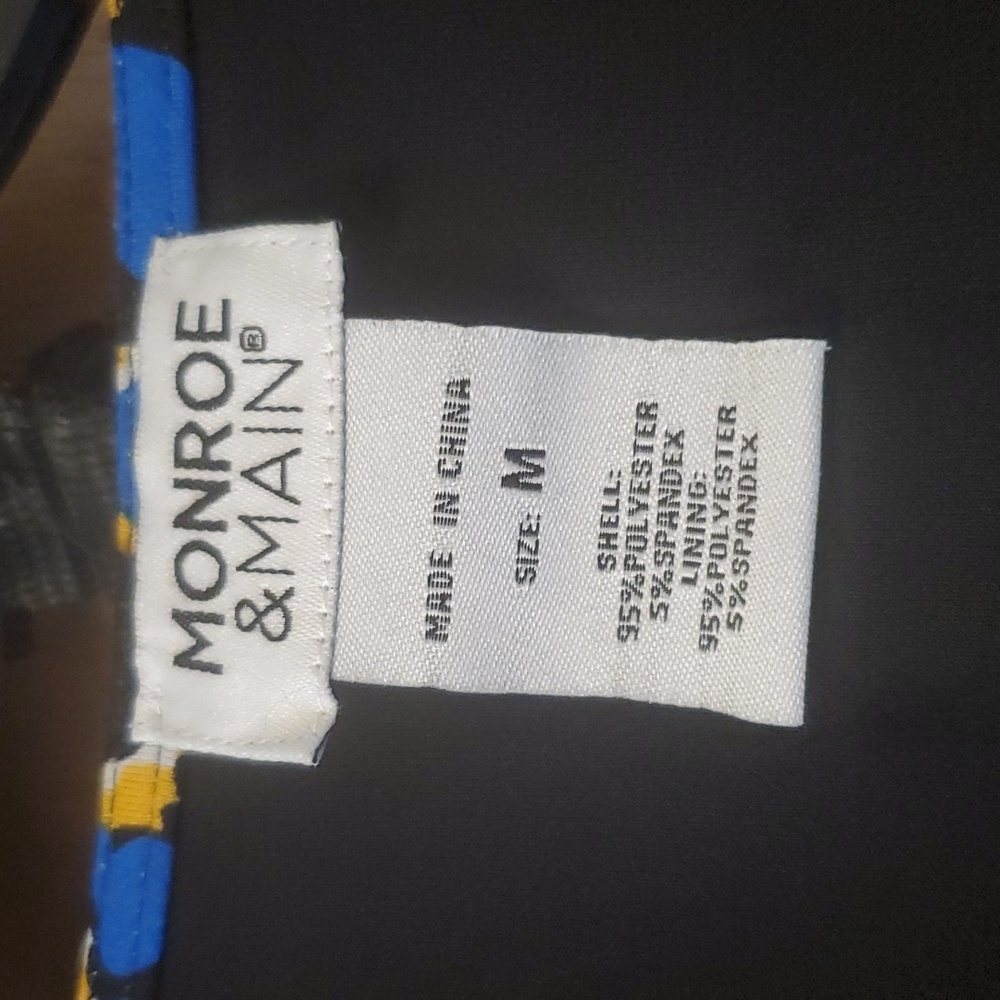 MONROE
&MAIN®
MADE IN CHINA
SIZE: M
SHELL:
95%POLYESTER
5%SPANDEX
LINING:
95%POLYESTER
5%SPANDEX